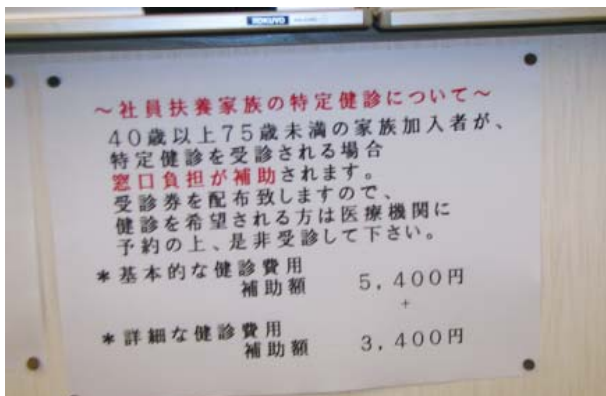 KOKUYO
~社員扶養家族の特定健診について~
40歳以上75歳未満の家族加入者が、
特定健診を受診される場合
窓口負担が補助されます。
受診券を配布致しますので、
健診を希望される方は医療機関に
予約の上、是非受診して下さい。
*基本的な健診費用
補助額 5,400円
+
*詳細な健診費用
補助額 3,400円